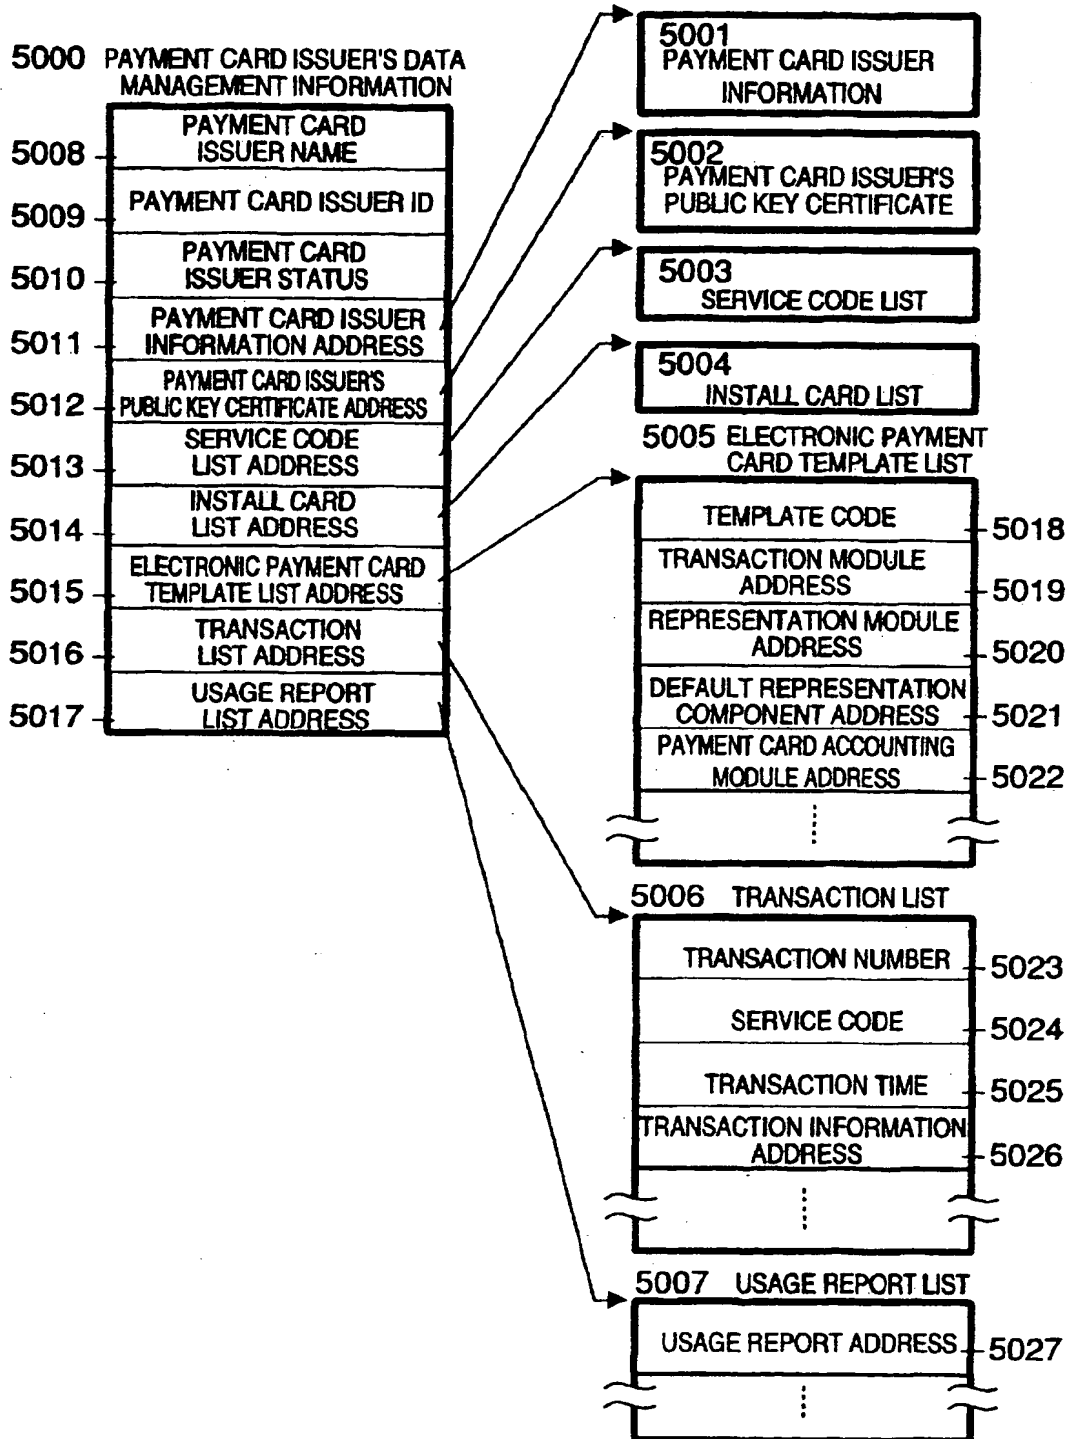 5000 PAYMENT CARD ISSUER'S DATA
MANAGEMENT INFORMATION
PAYMENT CARD
ISSUER NAME
5008
PAYMENT CARD ISSUER ID
5009
PAYMENT CARD
ISSUER STATUS
5010
PAYMENT CARD ISSUER
INFORMATION ADDRESS
5011
PAYMENT CARD ISSUER'S
PUBLIC KEY CERTIFICATE ADDRESS
5012
SERVICE CODE
LIST ADDRESS
5013
INSTALL CARD
LIST ADDRESS
5014
ELECTRONIC PAYMENT CARD
TEMPLATE LIST ADDRESS
5015
TRANSACTION
LIST ADDRESS
5016
USAGE REPORT
LIST ADDRESS
5017
5001
PAYMENT CARD ISSUER
INFORMATION
5002
PAYMENT CARD ISSUER'S
PUBLIC KEY CERTIFICATE
5003
SERVICE CODE LIST
5004
INSTALL CARD LIST
5005 ELECTRONIC PAYMENT
CARD TEMPLATE LIST
TEMPLATE CODE
5018
TRANSACTION MODULE
ADDRESS
5019
REPRESENTATION MODULE
ADDRESS
5020
DEFAULT REPRESENTATION
COMPONENT ADDRESS
5021
PAYMENT CARD ACCOUNTING
MODULE ADDRESS
5022
5006 TRANSACTION LIST
TRANSACTION NUMBER
5023
SERVICE CODE
5024
TRANSACTION TIME
5025
TRANSACTION INFORMATION
ADDRESS
5026
5007 USAGE REPORT LIST
USAGE REPORT ADDRESS
5027